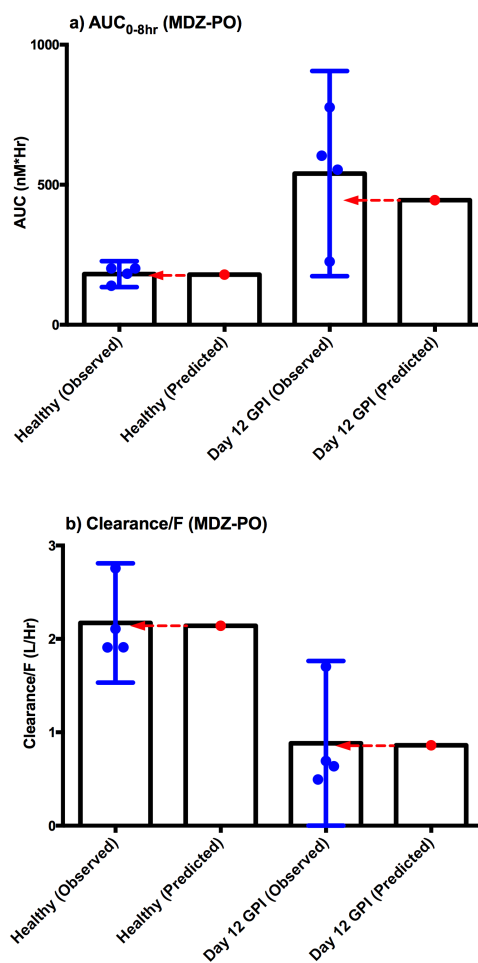 a) AUC0-8hr (MDZ-PO)
1000
500
0
AUC (nM*Hr)
Healthy (Observed)
Healthy (Predicted)
Day 12 GPI (Observed)
Day 12 GPI (Predicted)
b) Clearance/F (MDZ-PO)
3
2
1
0
Clearance/F (L/Hr)
Healthy (Observed)
Healthy (Predicted)
Day 12 GPI (Observed)
Day 12 GPI (Predicted)